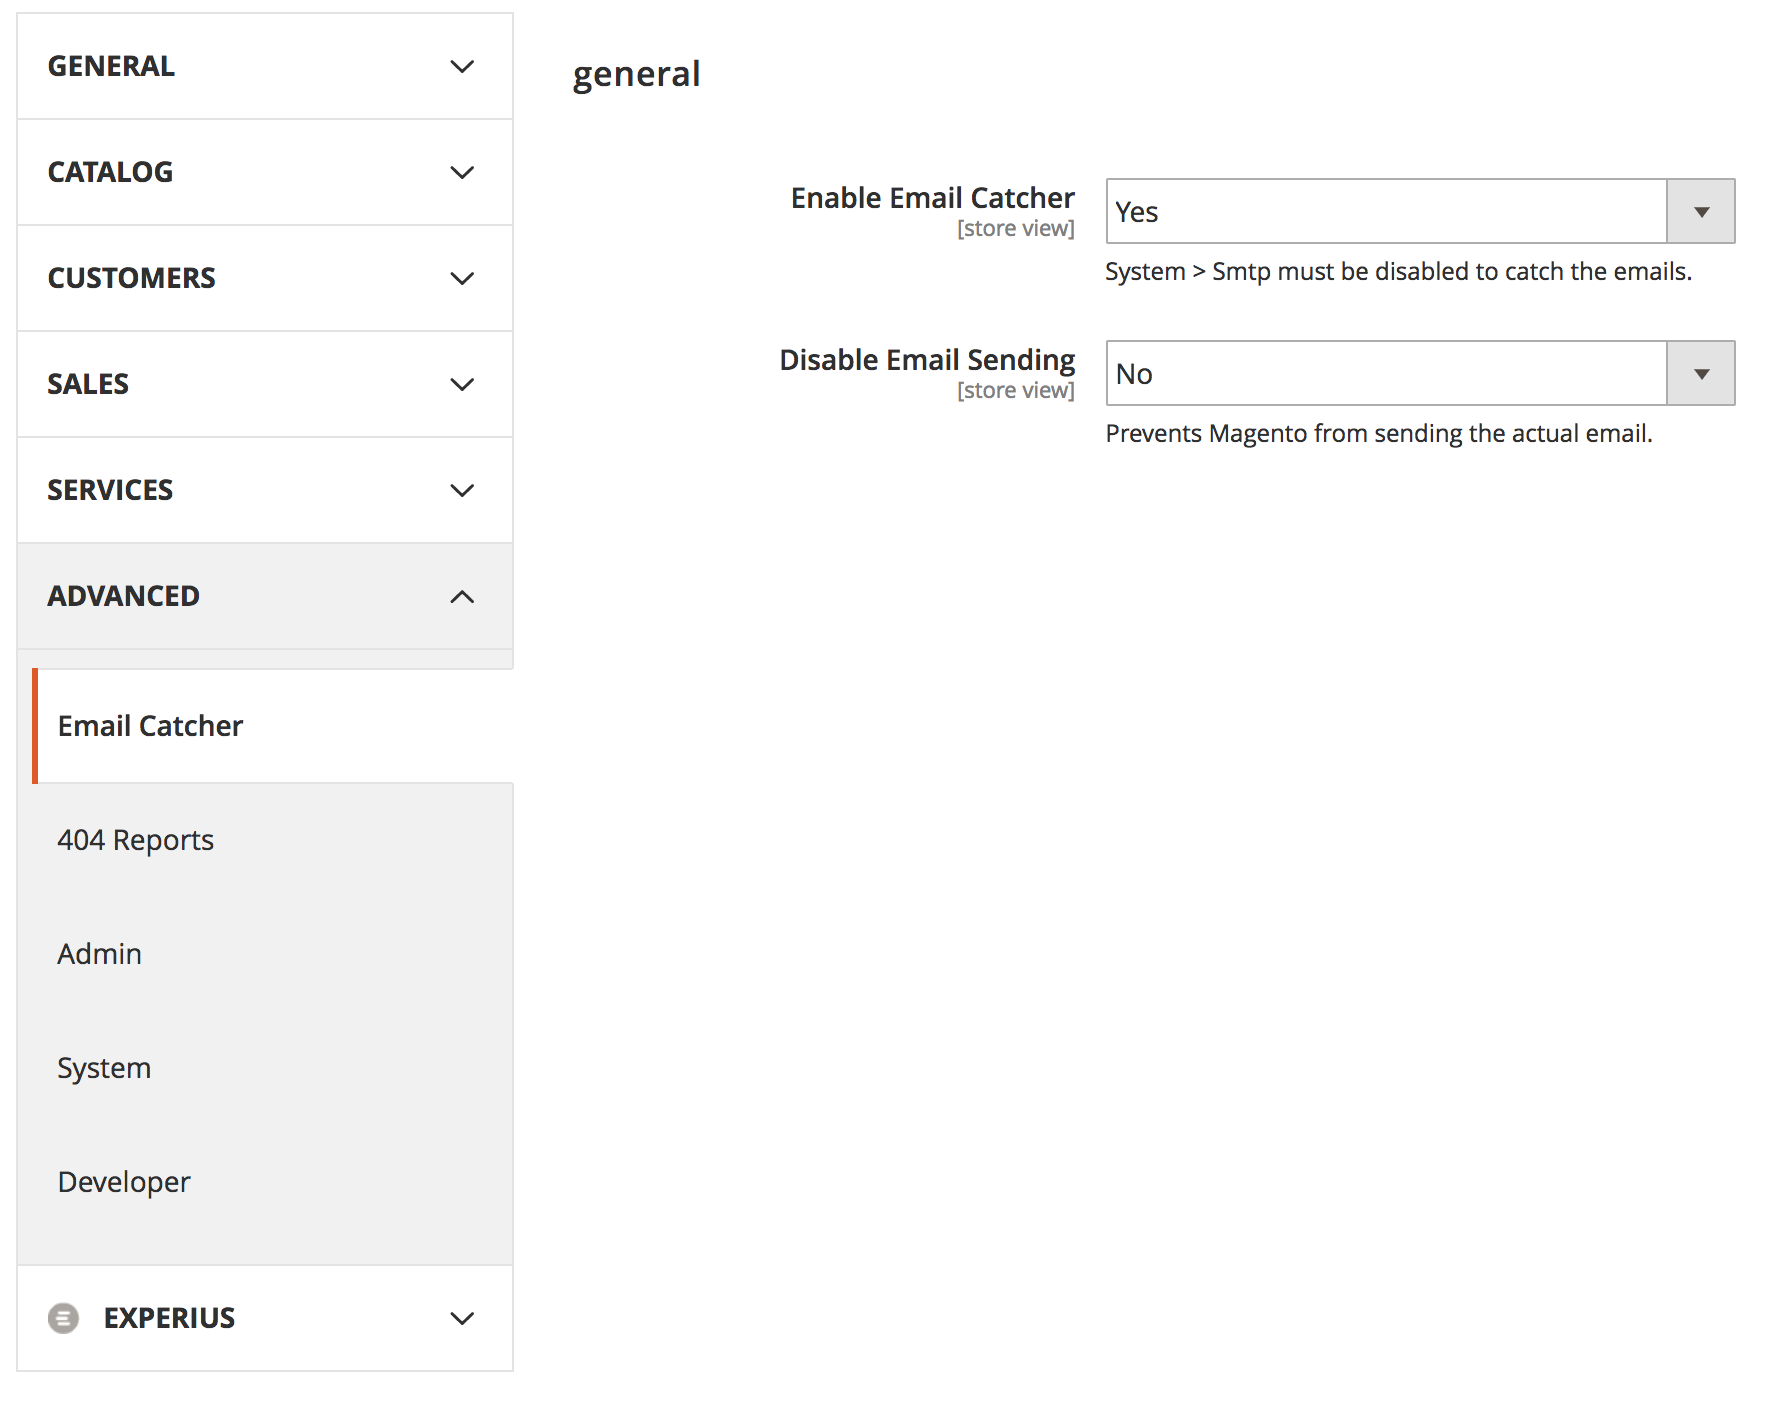 GENERAL
CATALOG
CUSTOMERS
SALES
SERVICES
ADVANCED
Email Catcher
404 Reports
Admin
System
Developer
EXPERIUS
general
Enable Email Catcher
[store view]
Yes
System > Smtp must be disabled to catch the emails.
Disable Email Sending
[store view]
No
Prevents Magento from sending the actual email.